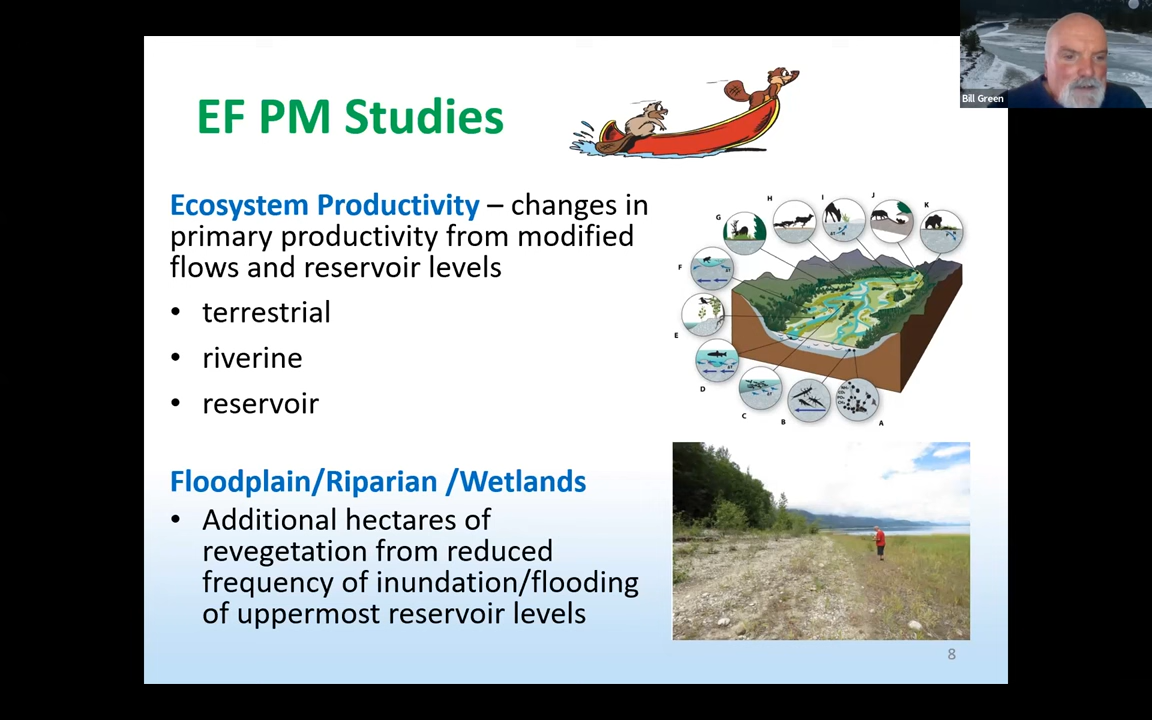 Bill Green
EF PM Studies
Ecosystem Productivity – changes in
primary productivity from modified
flows and reservoir levels
• terrestrial
• riverine
• reservoir
Floodplain/Riparian /Wetlands
• Additional hectares of
revegetation from reduced
frequency of inundation/flooding
of uppermost reservoir levels
H
I
J
K
G
F
E
D
C
B
A
8